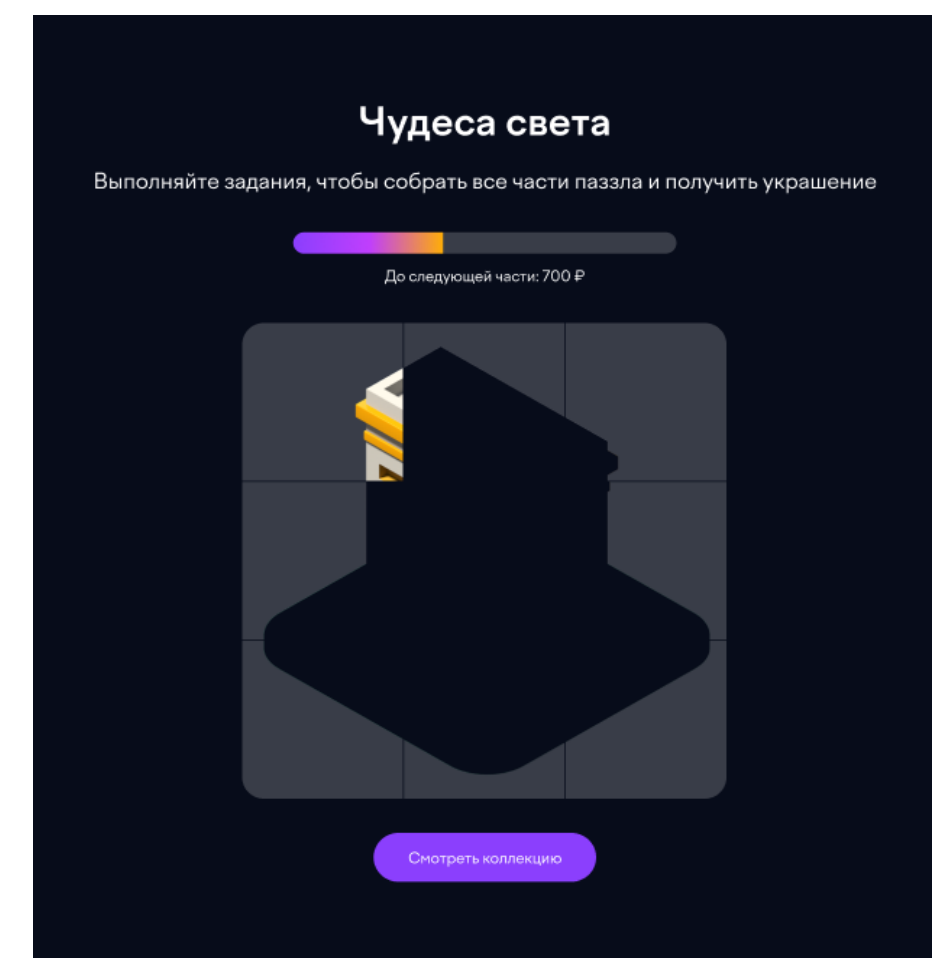 Чудеса света
Выполняйте задания, чтобы собрать все части паззла и получить украшение
До следующей части: 700 ₽
Смотреть коллекцию